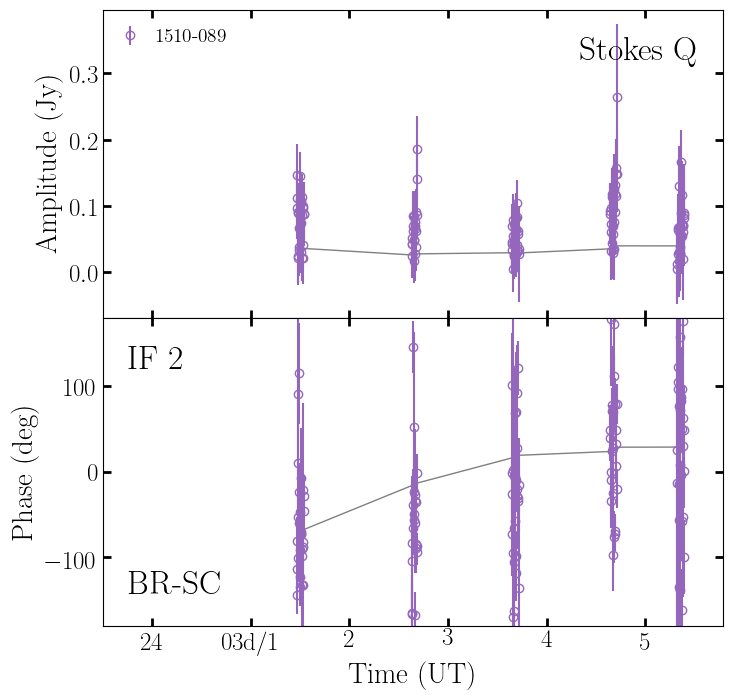 1510-089
Stokes Q
Amplitude (Jy)
0.3
0.2
0.1
0.0
IF 2
Phase (deg)
100
0
−100
BR-SC
24 03d/1 2 3 4 5
Time (UT)